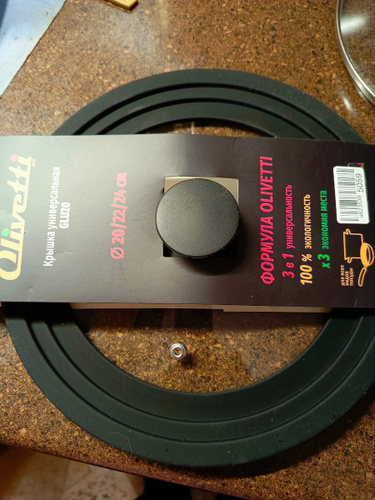 Olivetti
Крышка универсальная
GLU20
Ø 20/22/24 см
ФОРМУЛА OLIVETTI
3 в 1 универсальность
100 % экологичность
x 3 экономия места
5059